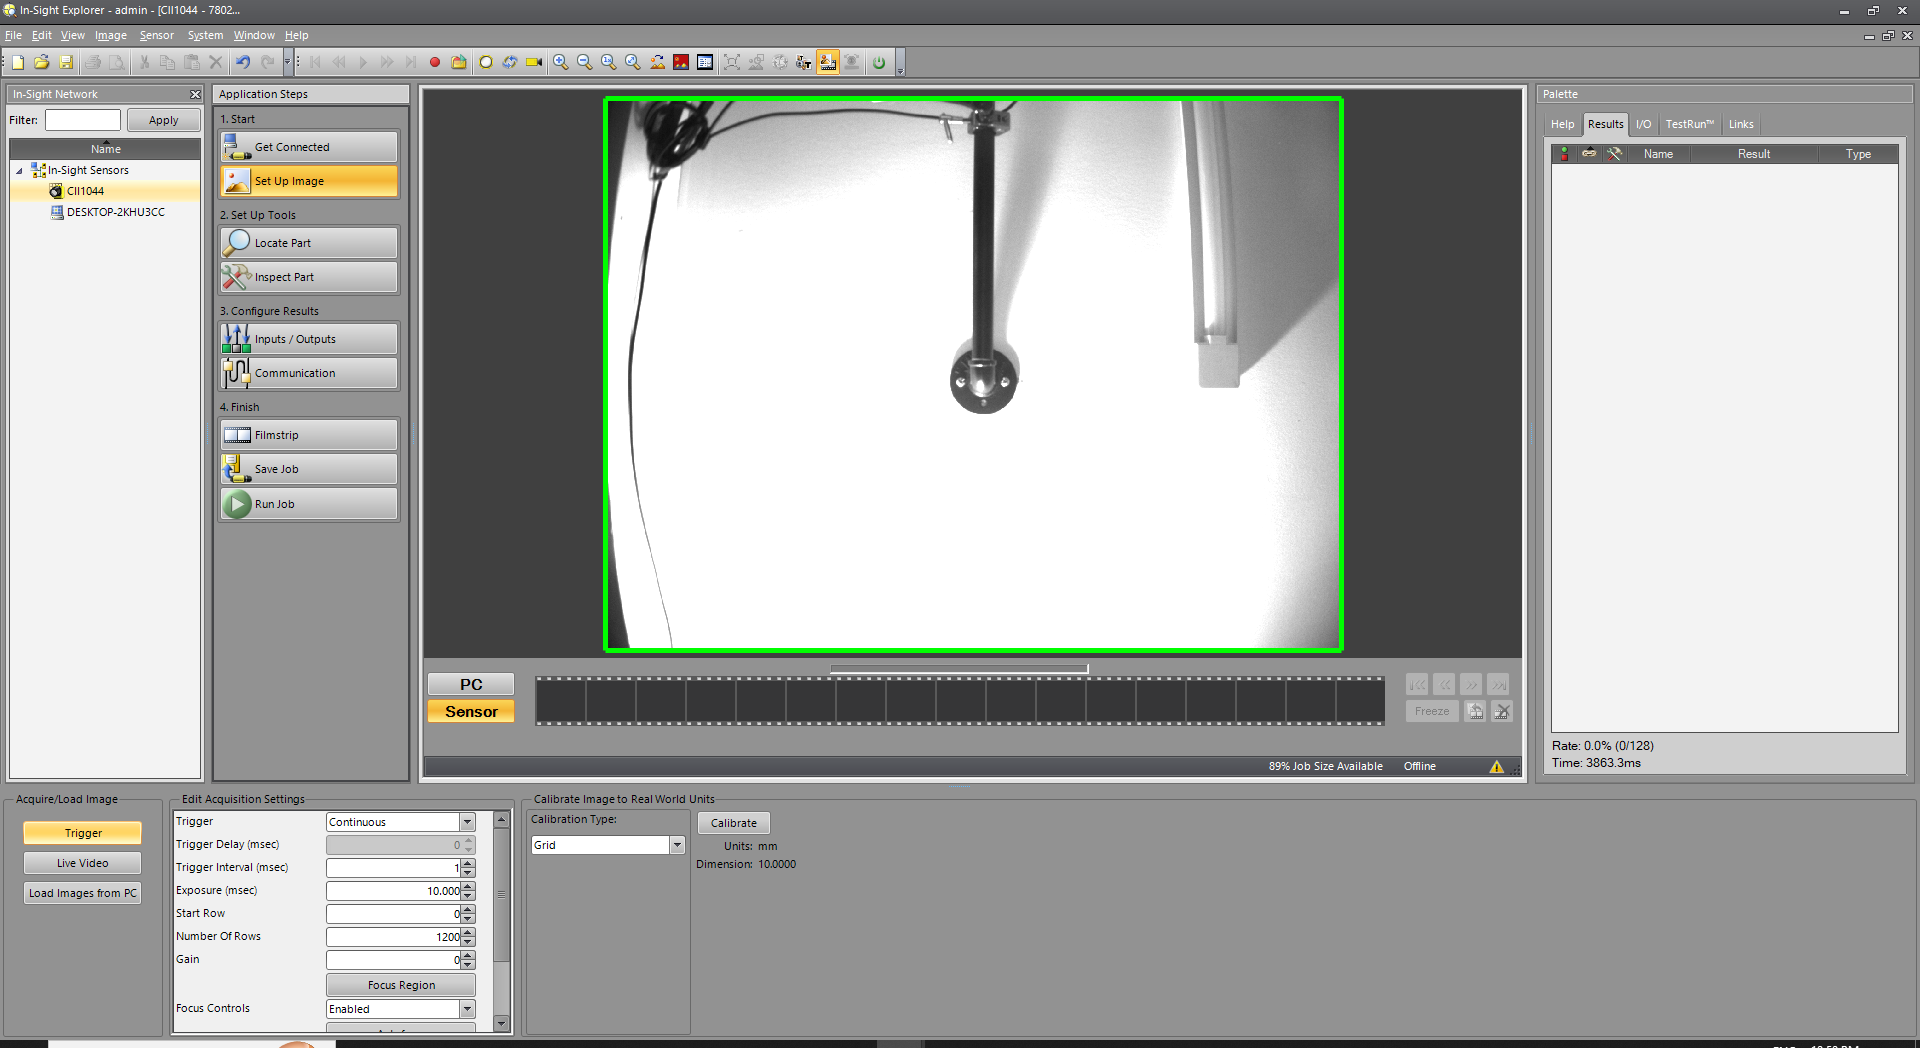 In-Sight Explorer - admin - [CII1044 - 7802...
File Edit View Image Sensor System Window Help
In-Sight Network
Filter: Apply
Name
In-Sight Sensors
CII1044
DESKTOP-2KHU3CC
Application Steps
1. Start
Get Connected
Set Up Image
2. Set Up Tools
Locate Part
Inspect Part
3. Configure Results
Inputs / Outputs
Communication
4. Finish
Filmstrip
Save Job
Run Job
PC
Sensor
Freeze
89% Job Size Available Offline
Palette
Help Results I/O TestRun™ Links
Name Result Type
Rate: 0.0% (0/128)
Time: 3863.3ms
Acquire/Load Image
Trigger
Live Video
Load Images from PC
Edit Acquisition Settings
Trigger Continuous
Trigger Delay (msec) 0
Trigger Interval (msec) 1
Exposure (msec) 10.000
Start Row 0
Number Of Rows 1200
Gain 0
Focus Region
Focus Controls Enabled
Calibrate Image to Real World Units
Calibration Type:
Grid
Calibrate
Units: mm
Dimension: 10.0000